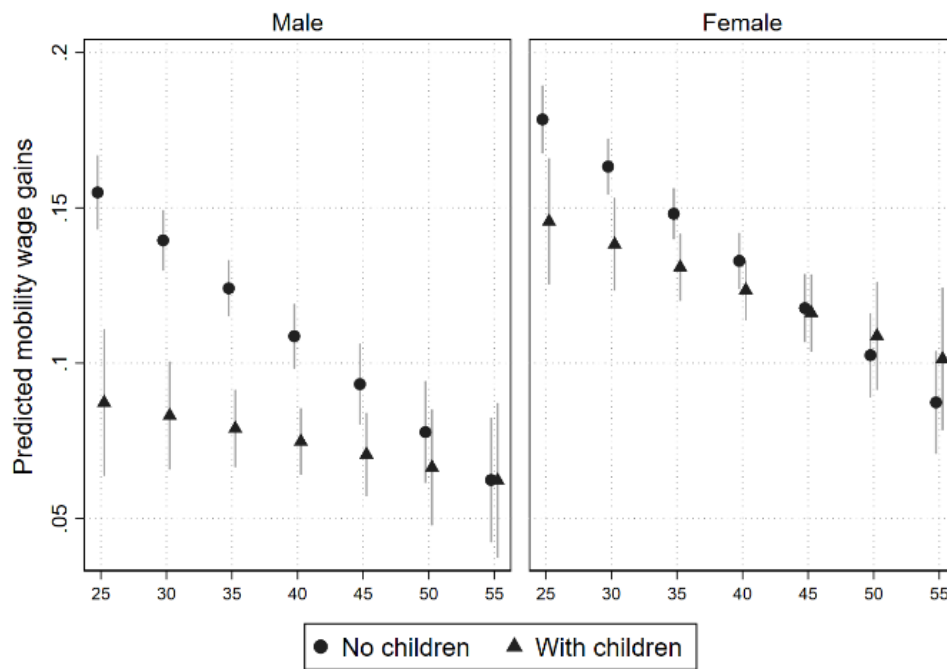 Male Female
Predicted mobility wage gains
.2
.15
.1
.05
25 30 35 40 45 50 55 25 30 35 40 45 50 55
No children With children